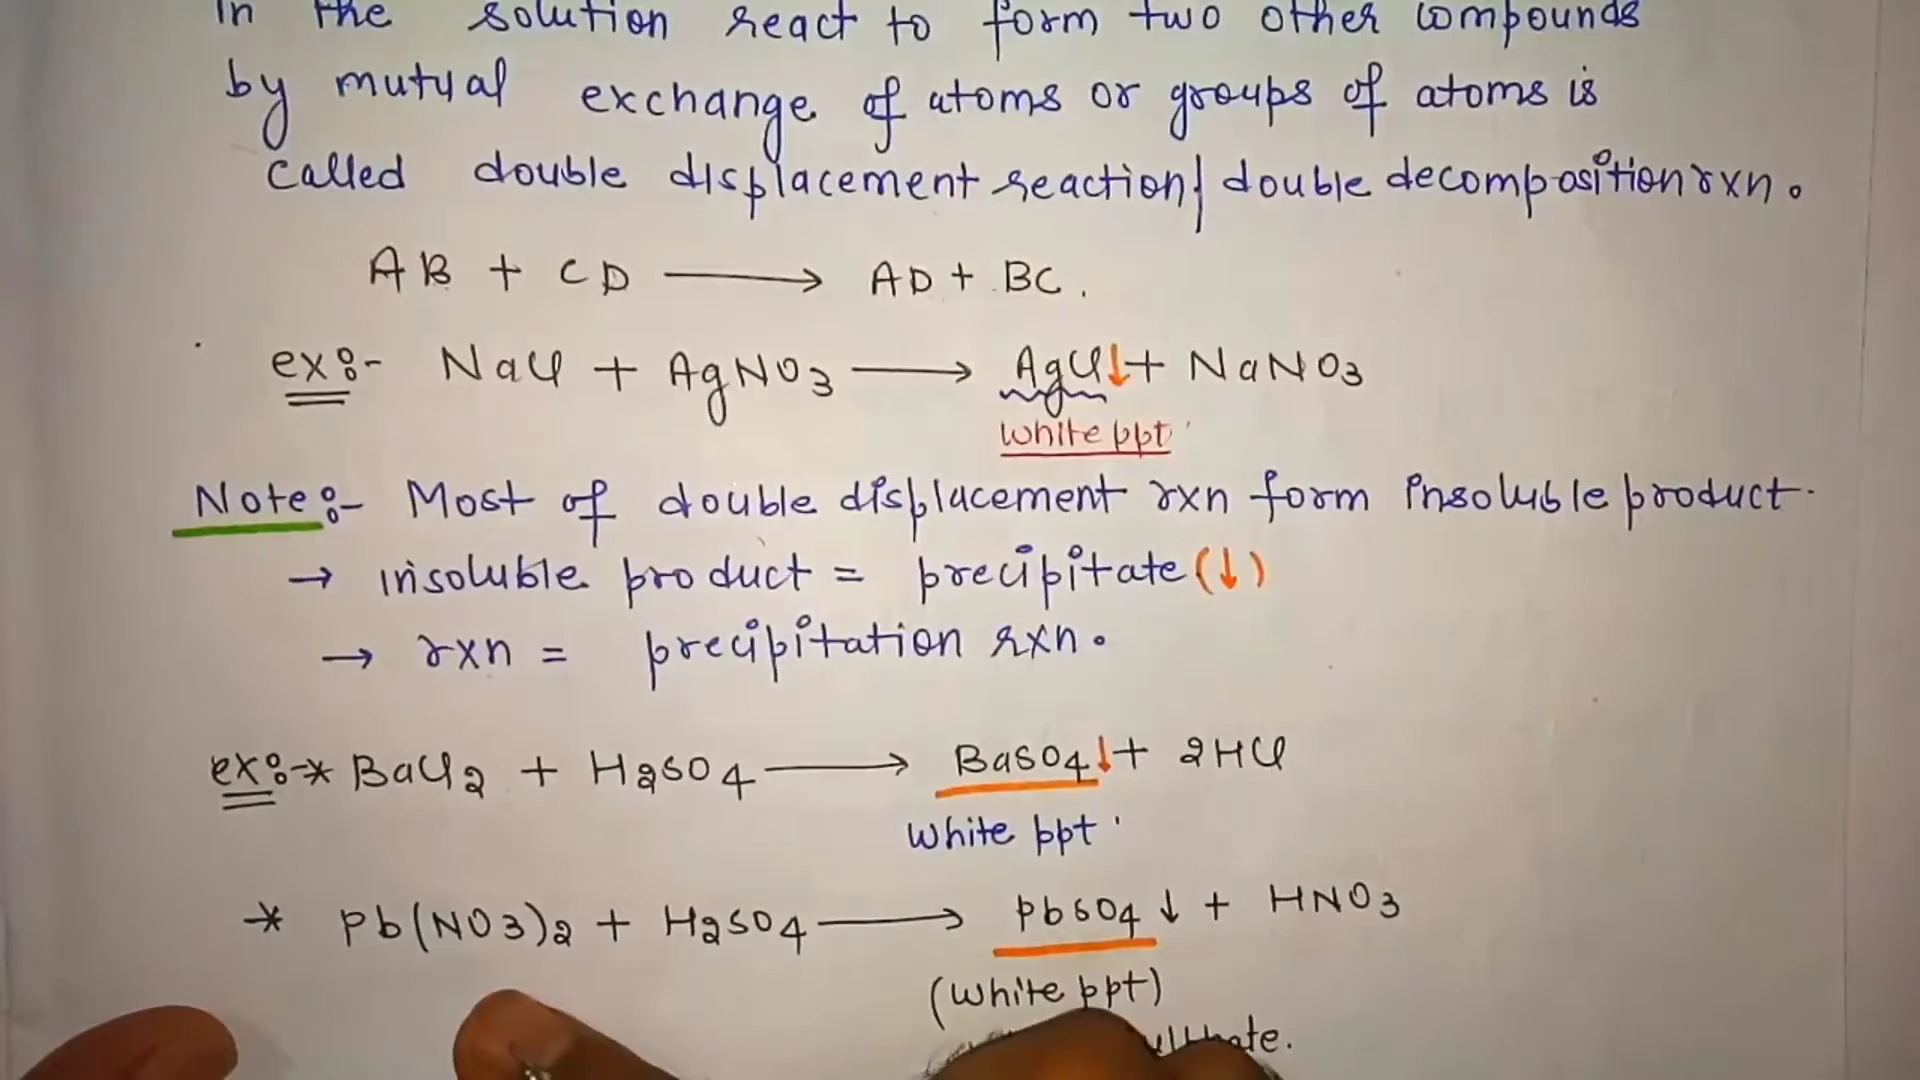 in the solution react to form two other compounds
by mutual exchange of atoms or groups of atoms is
called double displacement reaction/ double decomposition rxn.
AB + CD ⟶ AD + BC.
ex:- NaCl + AgNO3 ⟶ AgCl↓ + NaNO3
white ppt
Note:- Most of double displacement rxn form insoluble product.
→ insoluble product = precipitate (↓)
→ rxn = precipitation rxn.
ex:-* BaCl2 + H2SO4 ⟶ BaSO4↓ + 2HCl
white ppt
* Pb(NO3)2 + H2SO4 ⟶ PbSO4 ↓ + HNO3
(white ppt)